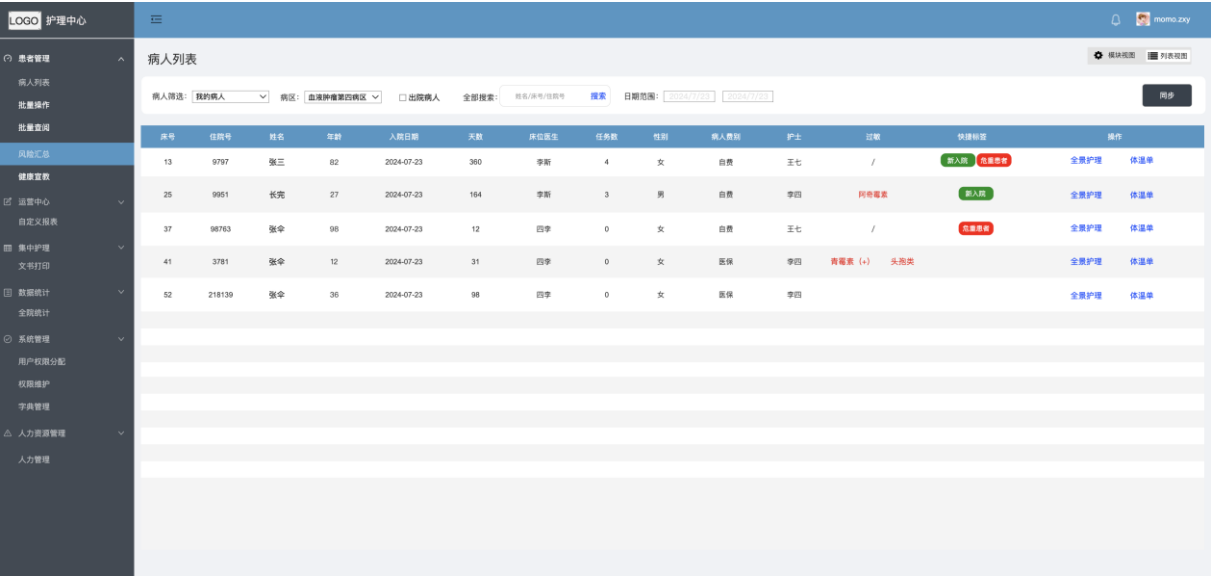 LOGO 护理中心
momo.zxy
患者管理
病人列表
批量操作
批量查阅
风险汇总
健康宣教
运营中心
自定义报表
集中护理
文书打印
数据统计
全院统计
系统管理
用户权限分配
权限维护
字典管理
人力资源管理
人力管理
病人列表
模块视图 列表视图
病人筛选: 我的病人 病区: 血液肿瘤第四病区 出院病人 全部搜索: 姓名/床号/住院号 搜索 日期范围: 2024/7/23 2024/7/23 同步
床号 住院号 姓名 年龄 入院日期 天数 床位医生 任务数 性别 病人费别 护士 过敏 快捷标签 操作
13 9797 张三 82 2024-07-23 360 李斯 4 女 自费 王七 / 新入院 危重患者 全景护理 体温单
25 9951 长完 27 2024-07-23 164 李斯 3 男 自费 李四 阿奇霉素 新入院 全景护理 体温单
37 98763 张伞 98 2024-07-23 12 四李 0 女 自费 王七 / 危重患者 全景护理 体温单
41 3781 张伞 12 2024-07-23 31 四李 0 女 医保 李四 青霉素（+） 头孢类 全景护理 体温单
52 218139 张伞 36 2024-07-23 98 四李 0 女 医保 李四 全景护理 体温单